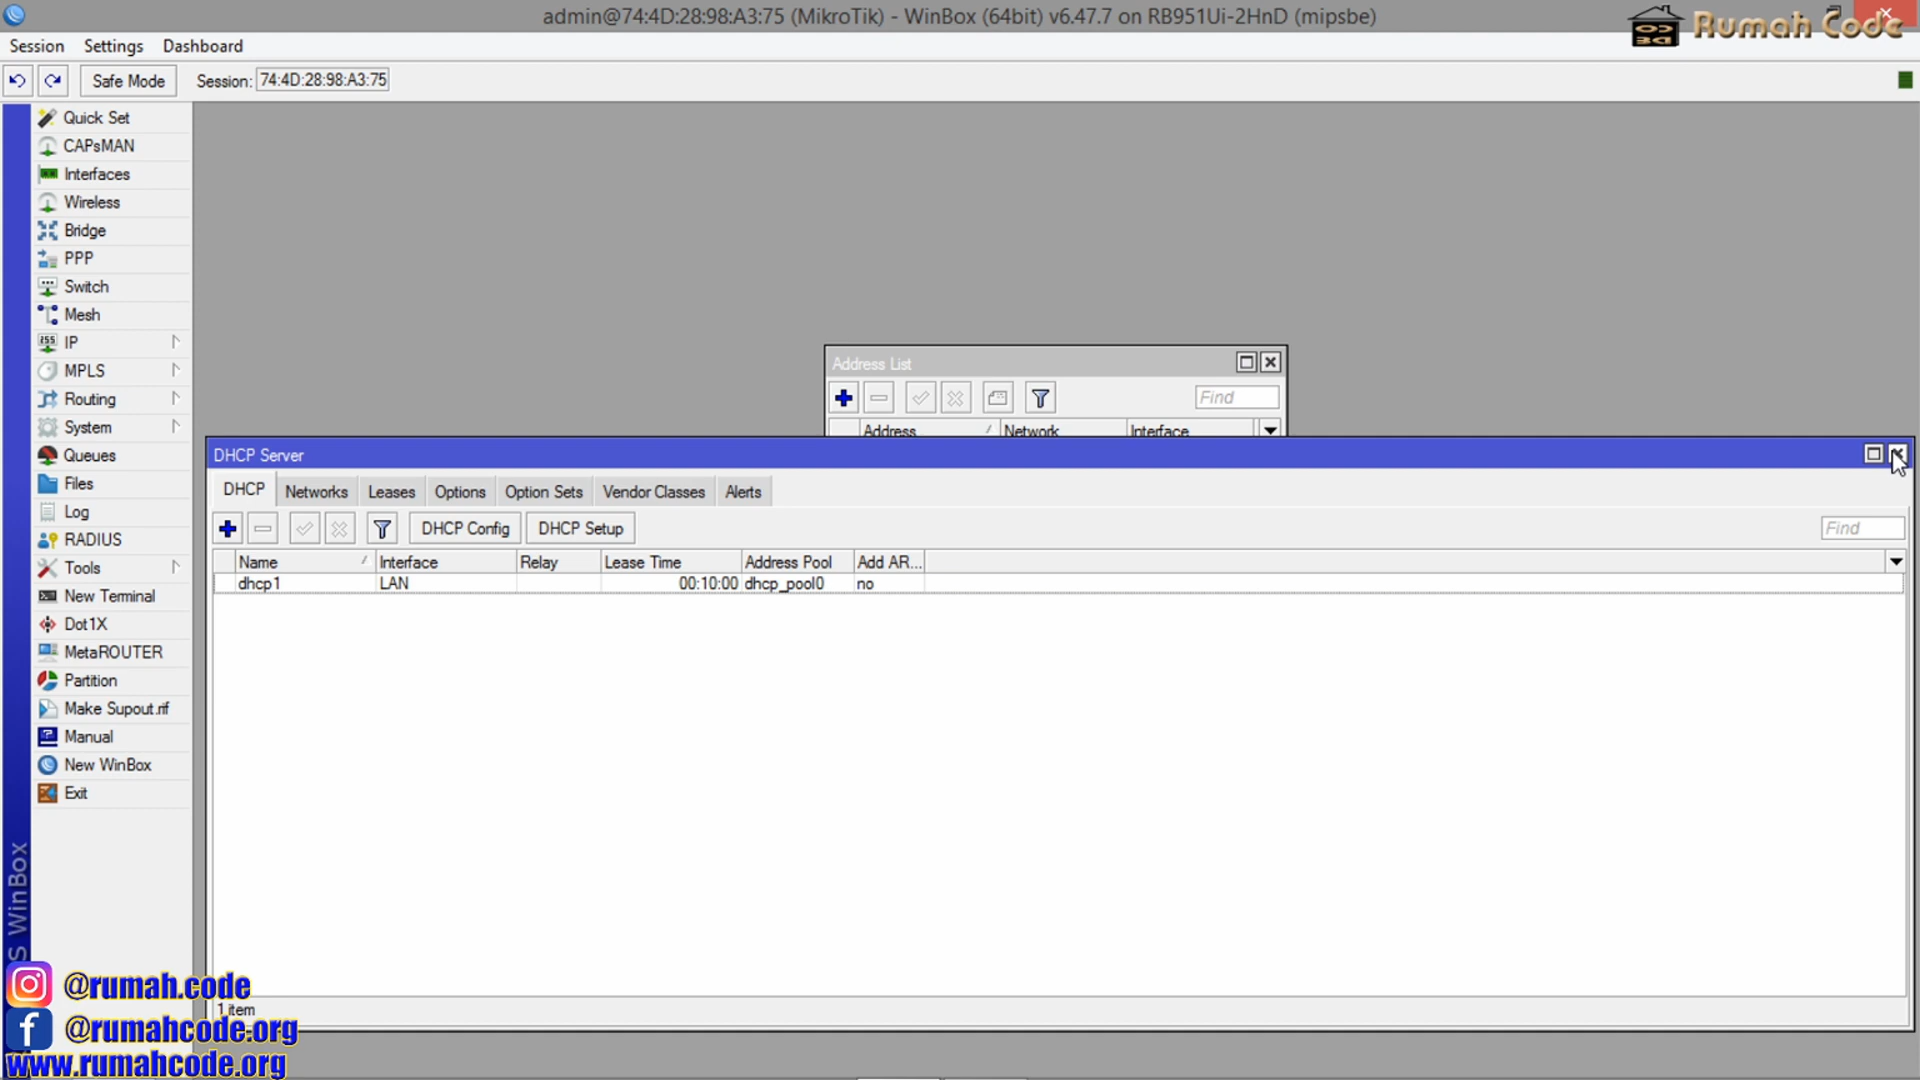 admin@74:4D:28:98:A3:75 (MikroTik) - WinBox (64bit) v6.47.7 on RB951Ui-2HnD (mipsbe)
Rumah Code
Session Settings Dashboard
Safe Mode Session: 74:4D:28:98:A3:75
Quick Set
CAPsMAN
Interfaces
Wireless
Bridge
PPP
Switch
Mesh
IP
MPLS
Routing
System
Queues
Files
Log
RADIUS
Tools
New Terminal
Dot1X
MetaROUTER
Partition
Make Supout.rif
Manual
New WinBox
Exit
Address List
Find
Address Network Interface
DHCP Server
DHCP Networks Leases Options Option Sets Vendor Classes Alerts
DHCP Config DHCP Setup Find
Name Interface Relay Lease Time Address Pool Add AR...
dhcp1 LAN 00:10:00 dhcp_pool0 no
1 item
S WinBox
@rumah.code
@rumahcode.org
www.rumahcode.org